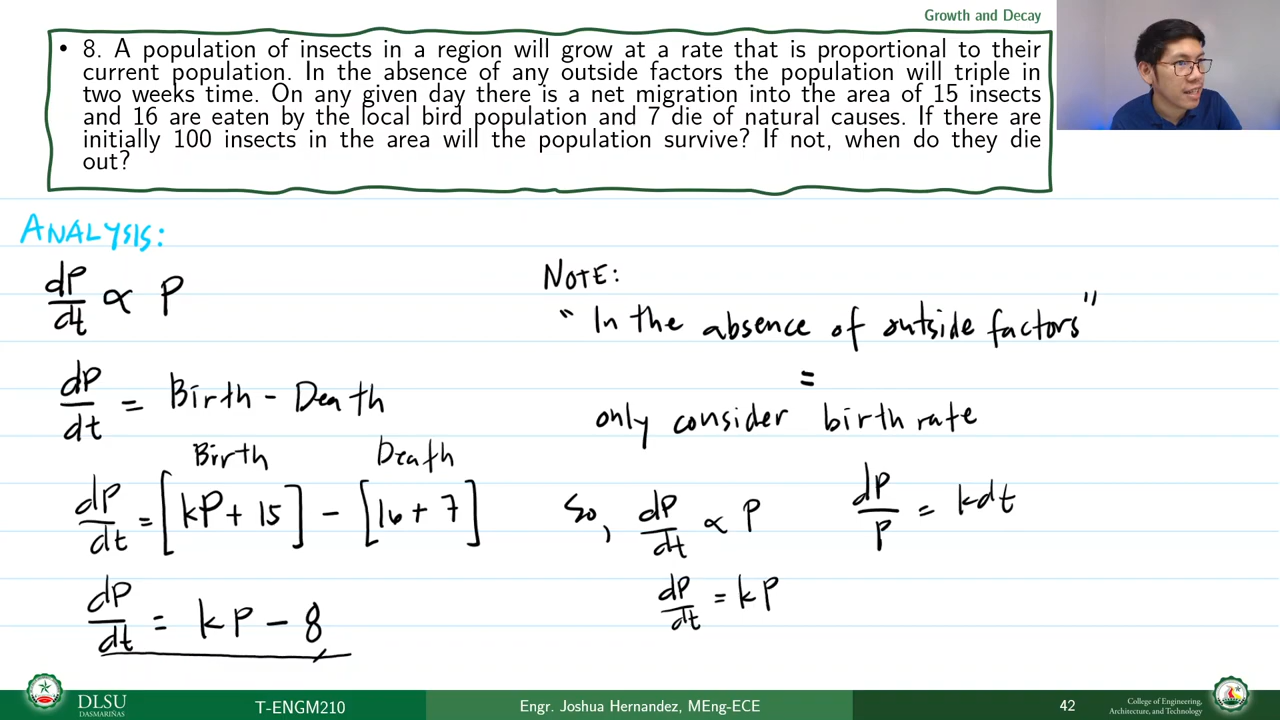 Growth and Decay
• 8. A population of insects in a region will grow at a rate that is proportional to their
current population. In the absence of any outside factors the population will triple in
two weeks time. On any given day there is a net migration into the area of 15 insects
and 16 are eaten by the local bird population and 7 die of natural causes. If there are
initially 100 insects in the area will the population survive? If not, when do they die
out?
ANALYSIS:
dP/dt ∝ P
dP/dt = Birth - Death
Birth Death
dP/dt = [kP + 15] - [16 + 7]
dP/dt = kP - 8
NOTE:
" In the absence of outside factors "
=
only consider birth rate
So, dP/dt ∝ P
dP/dt = kP
dP/P = kdt
DLSU
DASMARIÑAS
T-ENGM210
Engr. Joshua Hernandez, MEng-ECE
42
College of Engineering,
Architecture, and Technology